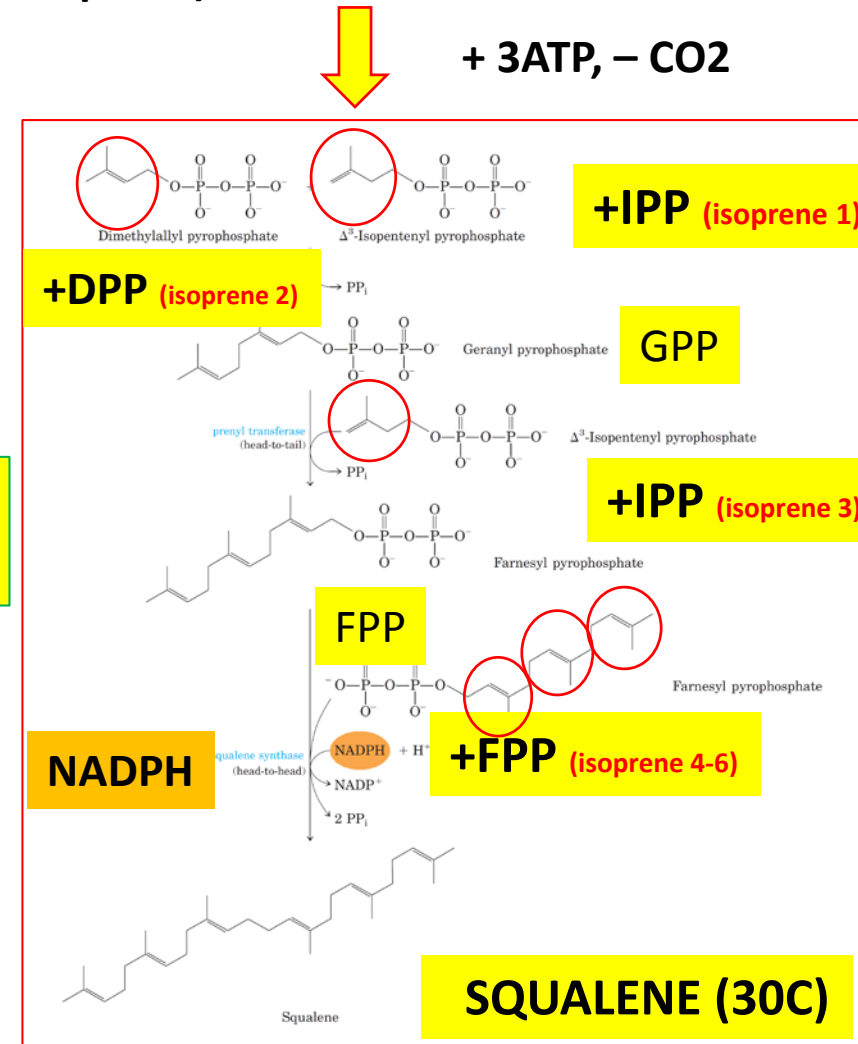 + 3ATP, – CO2
O O
O–P–O–P–O⁻
O⁻ O⁻
Dimethylallyl pyrophosphate
+
O O
O–P–O–P–O⁻
O⁻ O⁻
Δ³-Isopentenyl pyrophosphate
+IPP (isoprene 1)
+DPP (isoprene 2)
PPi
O O
O–P–O–P–O⁻
O⁻ O⁻
Geranyl pyrophosphate
GPP
prenyl transferase
(head-to-tail)
O O
O–P–O–P–O⁻
O⁻ O⁻
Δ³-Isopentenyl pyrophosphate
PPi
+IPP (isoprene 3)
O O
O–P–O–P–O⁻
O⁻ O⁻
Farnesyl pyrophosphate
FPP
⁻O–P–O–P–O
O⁻ O⁻
Farnesyl pyrophosphate
NADPH
qualene synthase
(head-to-head)
NADPH + H⁺
NADP⁺
2 PPi
+FPP (isoprene 4-6)
Squalene
SQUALENE (30C)